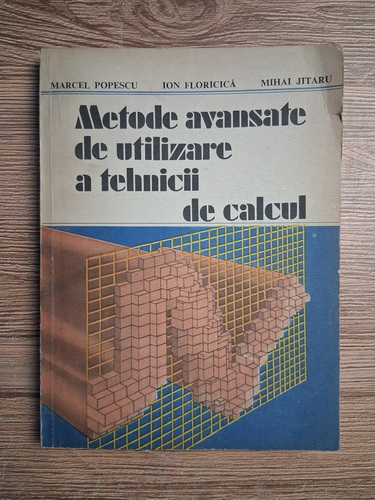 MARCEL POPESCU ION FLORICICĂ MIHAI JITARU
Metode avansate
de utilizare
a tehnicii
de calcul